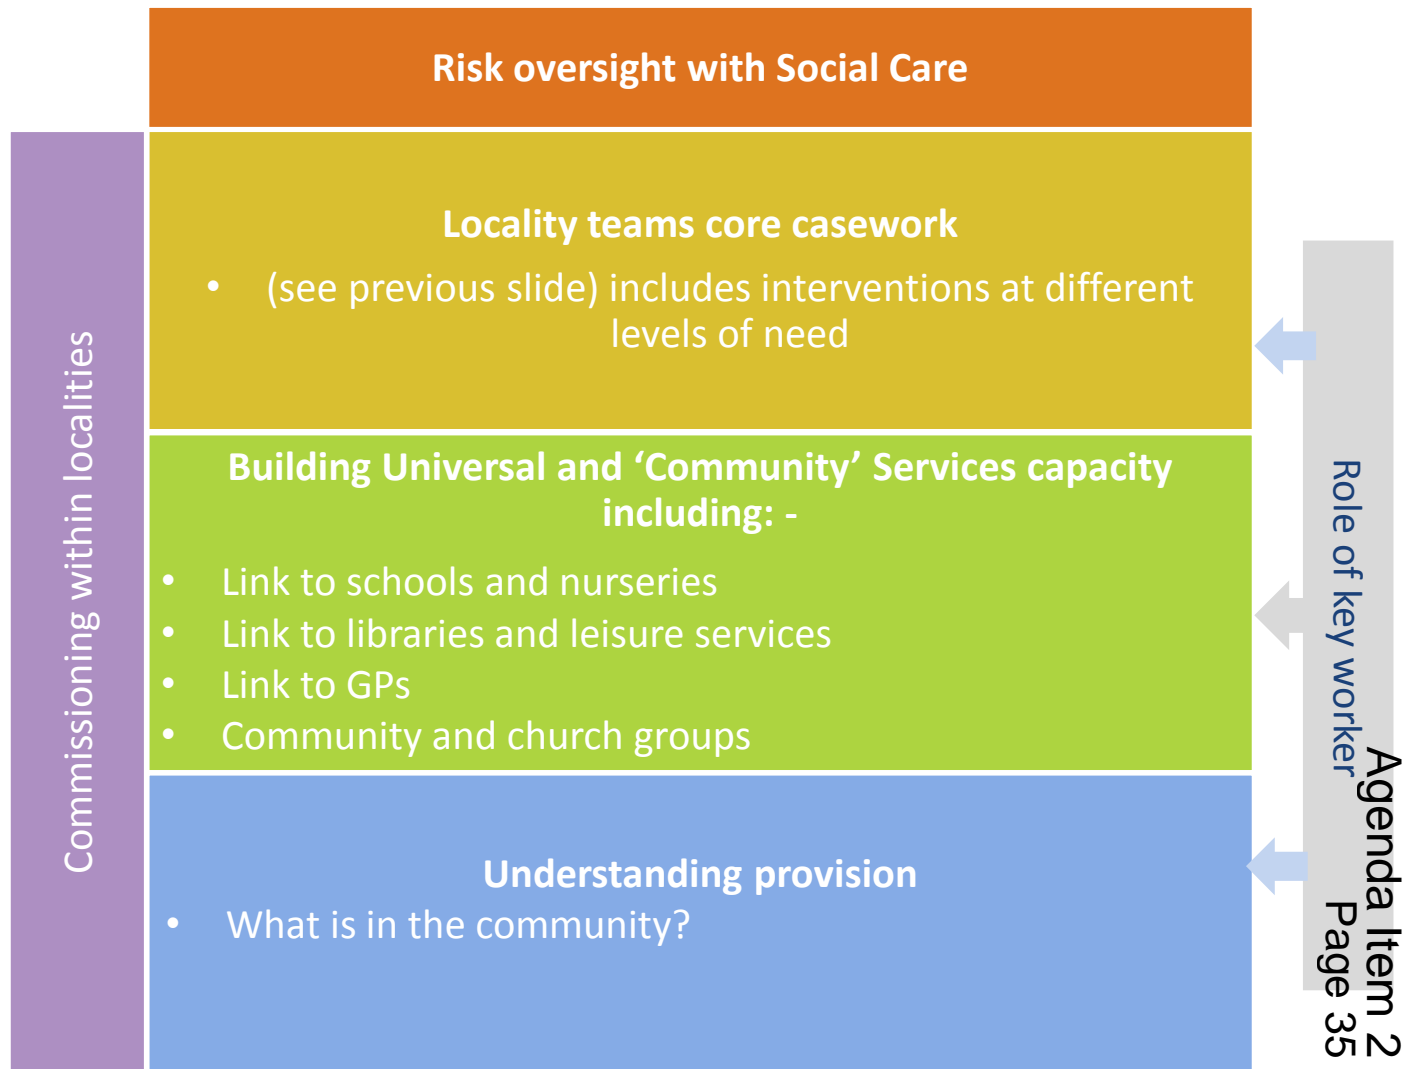 Risk oversight with Social Care
Commissioning within localities
Locality teams core casework
• (see previous slide) includes interventions at different
levels of need
Building Universal and ‘Community’ Services capacity
including: -
• Link to schools and nurseries
• Link to libraries and leisure services
• Link to GPs
• Community and church groups
Understanding provision
• What is in the community?
Role of key worker
Agenda Item 2
Page 35